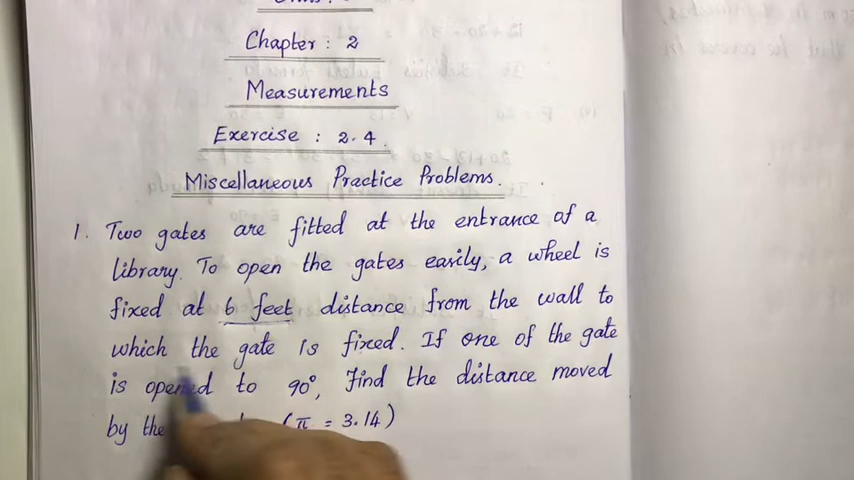 Chapter : 2
Measurements
Exercise : 2.4
Miscellaneous Practice Problems.
1. Two gates are fitted at the entrance of a
library. To open the gates easily, a wheel is
fixed at 6 feet distance from the wall to
which the gate is fixed. If one of the gate
is opened to 90°, Find the distance moved
by the (π = 3.14)